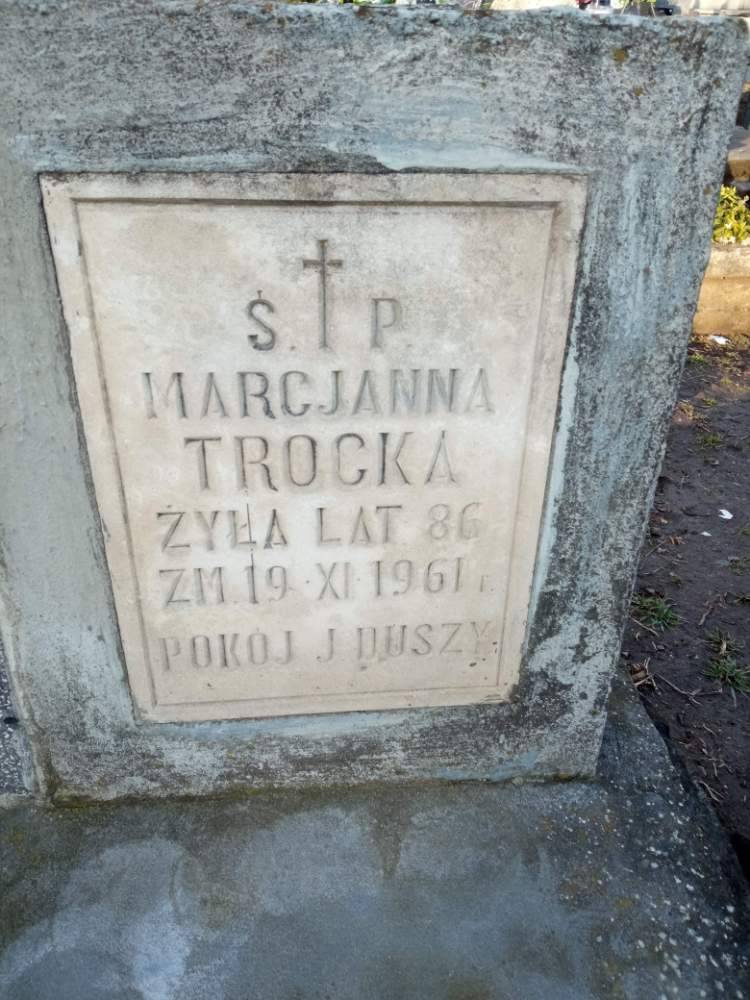 Ś. P.
MARCJANNA
TROCKA
ŻYŁA LAT 86
ZM. 19·XI·1961 r.
POKÓJ J. DUSZY